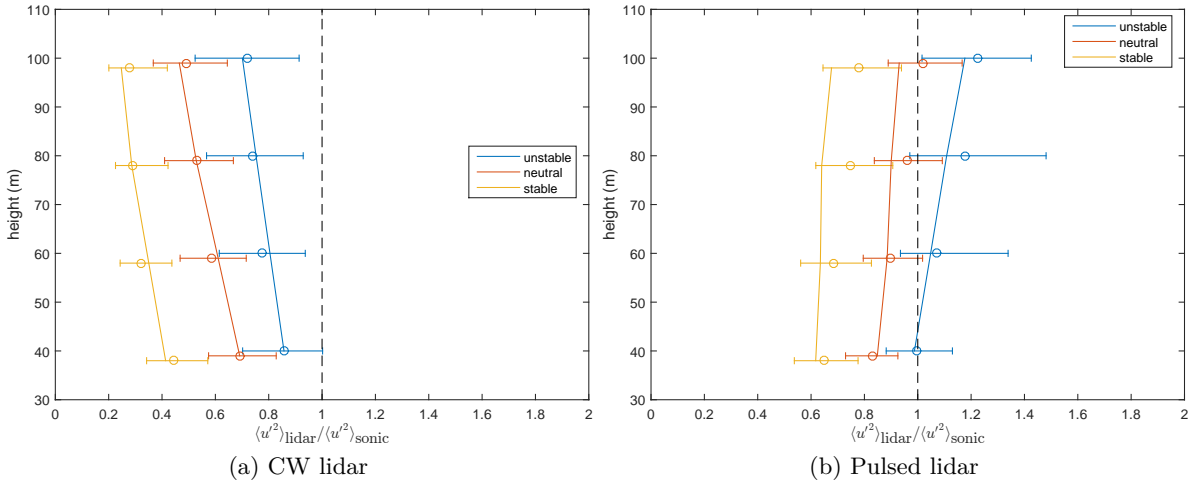 110
100
90
80
70
60
50
40
30
height (m)
0 0.2 0.4 0.6 0.8 1 1.2 1.4 1.6 1.8 2
⟨u′²⟩lidar/⟨u′²⟩sonic
unstable
neutral
stable
(a) CW lidar
110
100
90
80
70
60
50
40
30
height (m)
0 0.2 0.4 0.6 0.8 1 1.2 1.4 1.6 1.8 2
⟨u′²⟩lidar/⟨u′²⟩sonic
unstable
neutral
stable
(b) Pulsed lidar